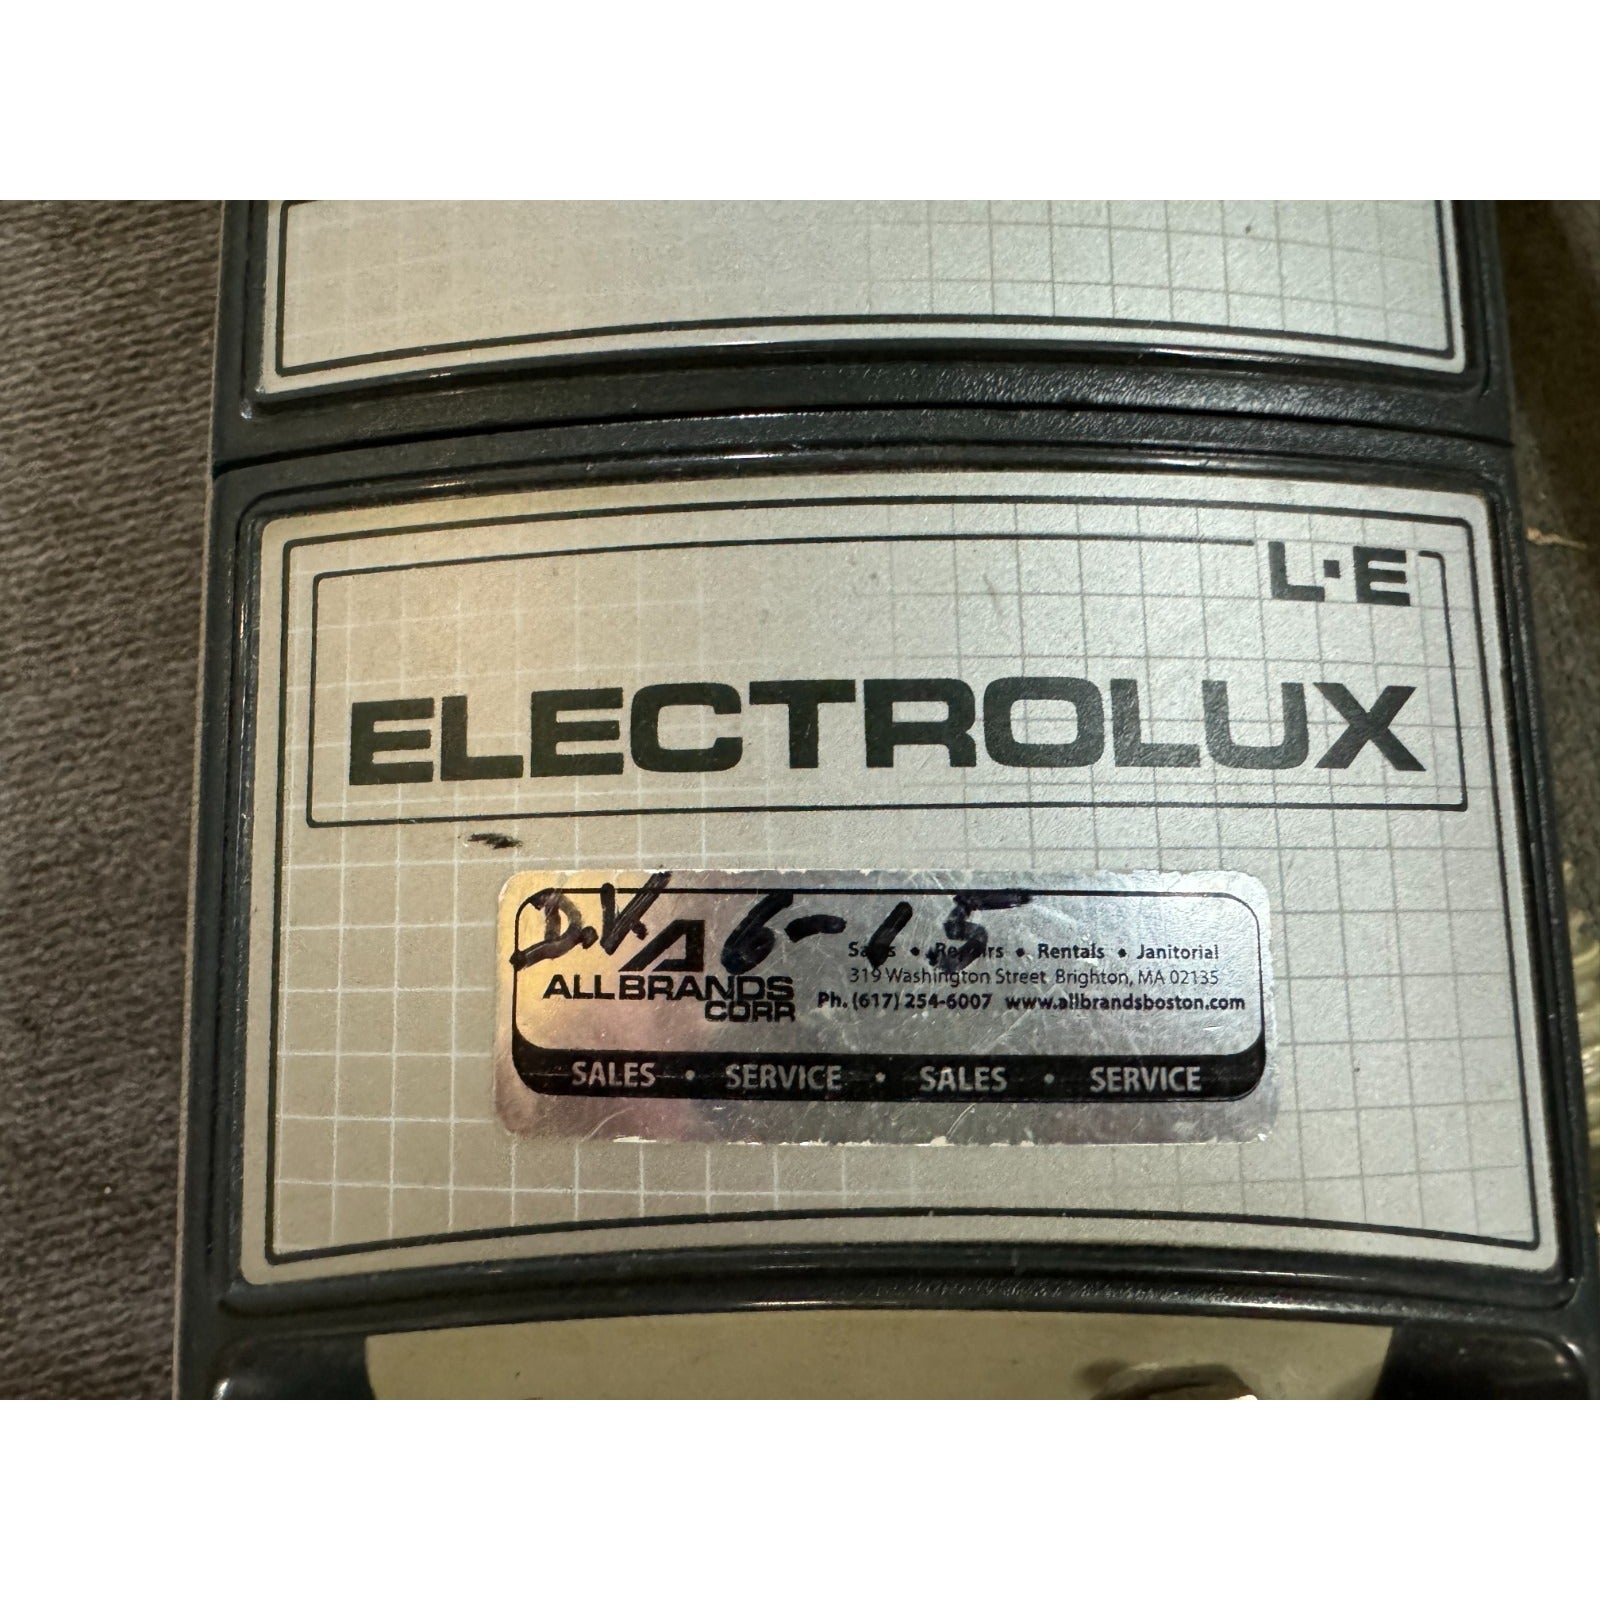 L·E
ELECTROLUX
D.K 6-15
Sales • Repairs • Rentals • Janitorial
319 Washington Street Brighton, MA 02135
ALLBRANDS
CORR
Ph. (617) 254-6007 www.allbrandsboston.com
SALES • SERVICE • SALES • SERVICE